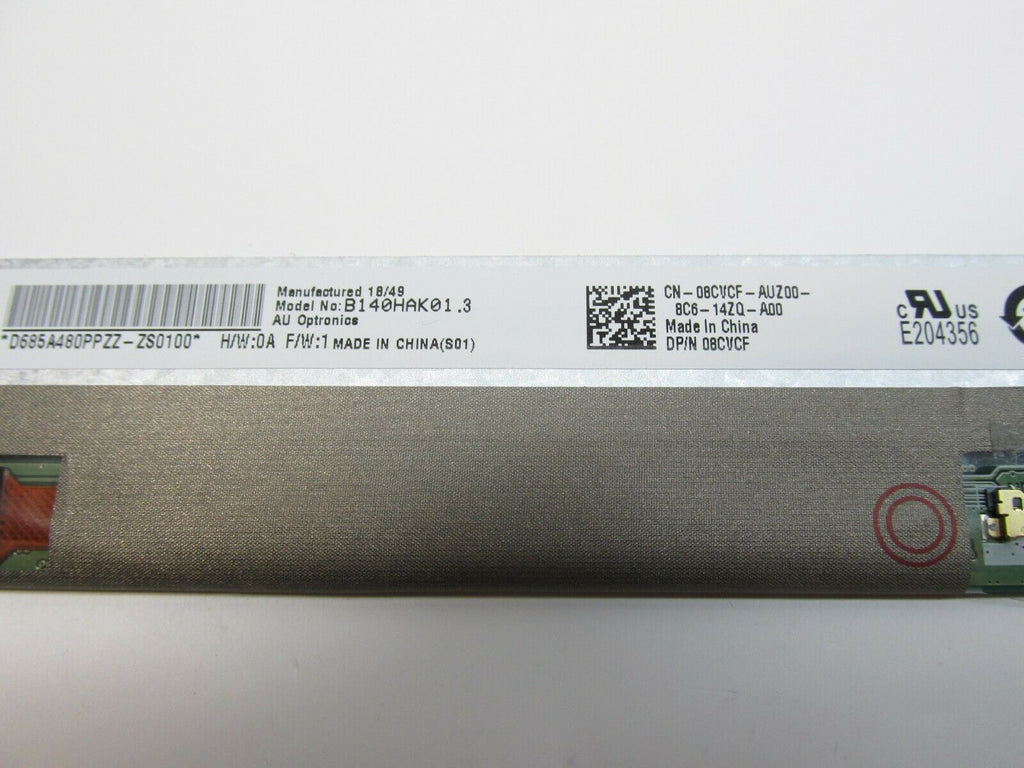 Manufactured 18/49
Model No:B140HAK01.3
AU Optronics
*D685A480PPZZ-ZS0100* H/W:0A F/W:1 MADE IN CHINA(S01)
CN-08CVCF-AUZ00-
8C6-14ZQ-A00
Made In China
DP/N 08CVCF
c RU US
E204356